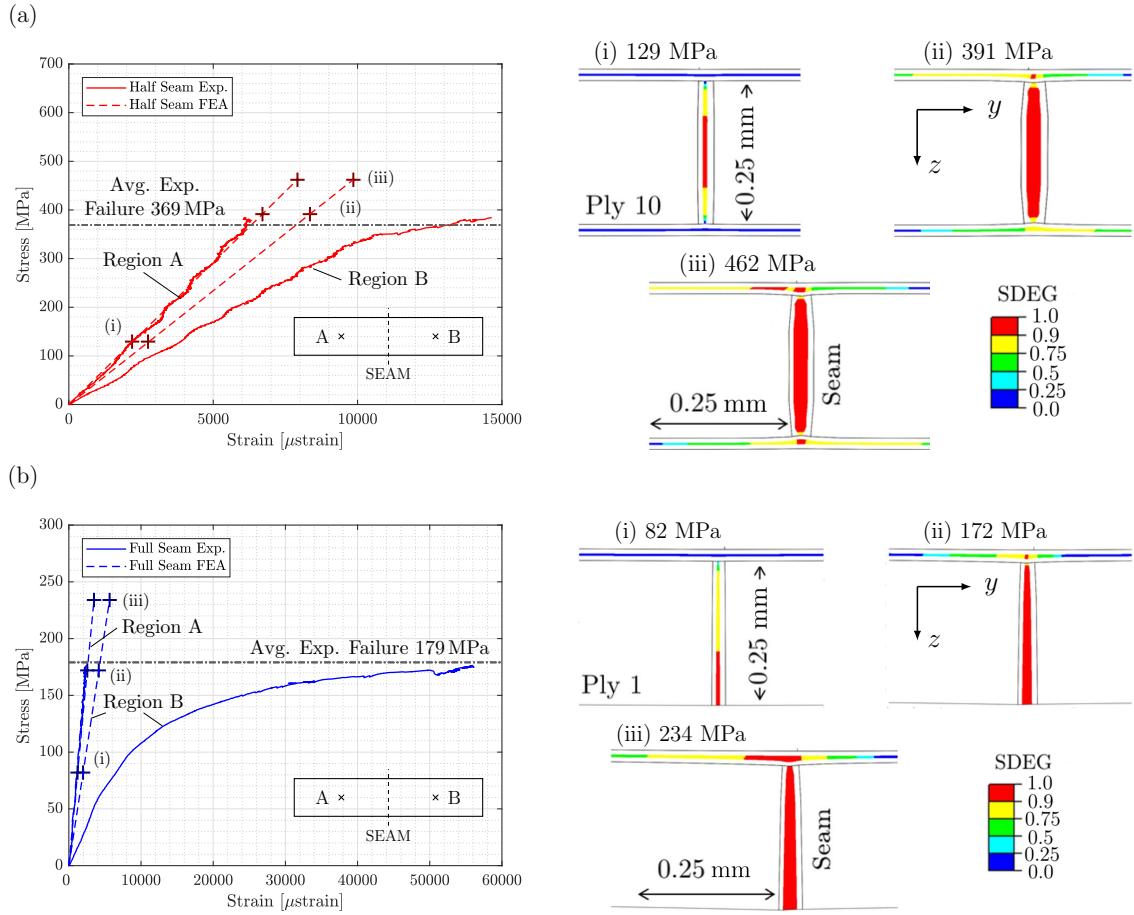 (a)
700
600
500
400
300
200
100
0
Stress [MPa]
Half Seam Exp.
Half Seam FEA
Avg. Exp.
Failure 369 MPa
(iii)
(ii)
Region A
Region B
(i)
A × × B
SEAM
0 5000 10000 15000
Strain [μstrain]
(i) 129 MPa
0.25 mm
Ply 10
(ii) 391 MPa
y
z
(iii) 462 MPa
0.25 mm
Seam
SDEG
1.0
0.9
0.75
0.5
0.25
0.0
(b)
300
250
200
150
100
50
0
Stress [MPa]
Full Seam Exp.
Full Seam FEA
(iii)
Region A
Avg. Exp. Failure 179 MPa
(ii)
Region B
(i)
A × × B
SEAM
0 10000 20000 30000 40000 50000 60000
Strain [μstrain]
(i) 82 MPa
0.25 mm
Ply 1
(ii) 172 MPa
y
z
(iii) 234 MPa
0.25 mm
Seam
SDEG
1.0
0.9
0.75
0.5
0.25
0.0